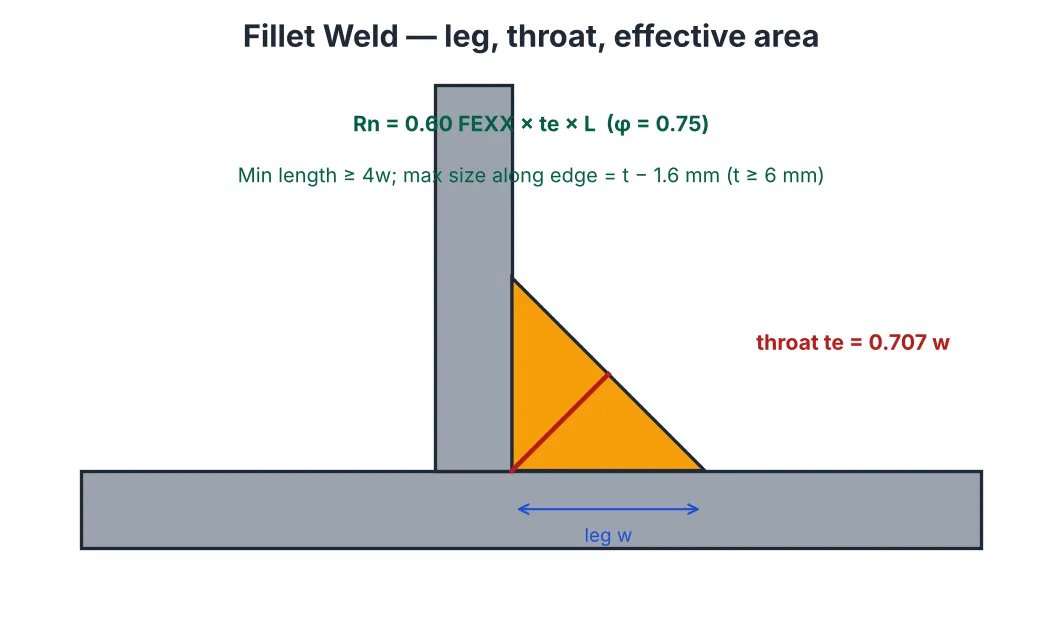 Fillet Weld — leg, throat, effective area
Rn = 0.60 FEXX × te × L (φ = 0.75)
Min length ≥ 4w; max size along edge = t − 1.6 mm (t ≥ 6 mm)
throat te = 0.707 w
leg w